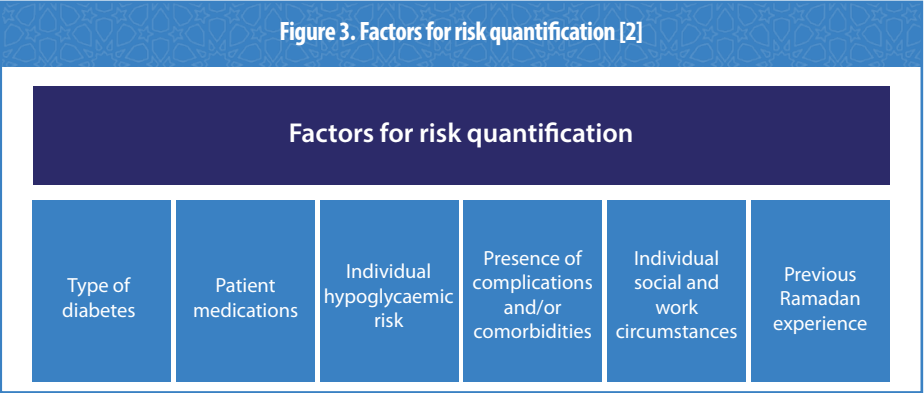 Figure 3. Factors for risk quantification [2]
Factors for risk quantification
Type of
diabetes
Patient
medications
Individual
hypoglycaemic
risk
Presence of
complications
and/or
comorbidities
Individual
social and
work
circumstances
Previous
Ramadan
experience